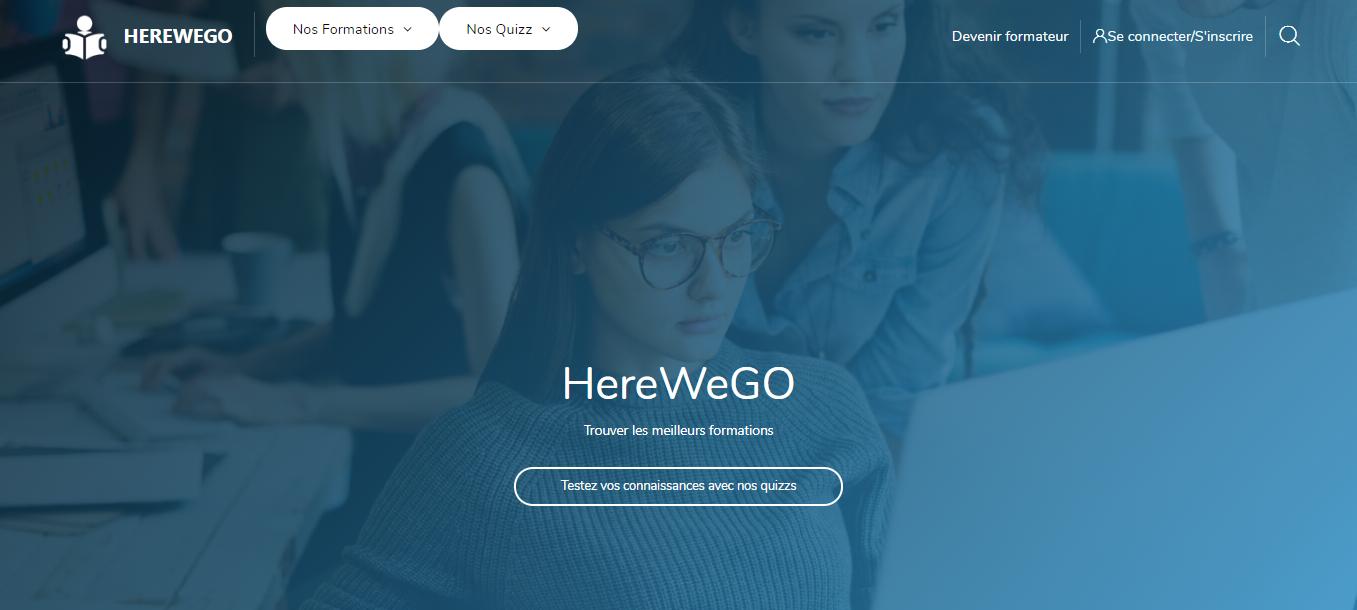 HEREWEGO
Nos Formations
Nos Quizz
Devenir formateur
Se connecter/S'inscrire
HereWeGO
Trouver les meilleurs formations
Testez vos connaissances avec nos quizzs